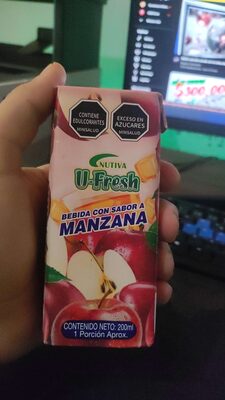 CONTIENE
EDULCORANTES
MINSALUD
EXCESO EN
AZÚCARES
MINSALUD
NUTIVA
U-Fresh
BEBIDA CON SABOR A
MANZANA
CONTENIDO NETO: 200ml
1 Porción Aprox.